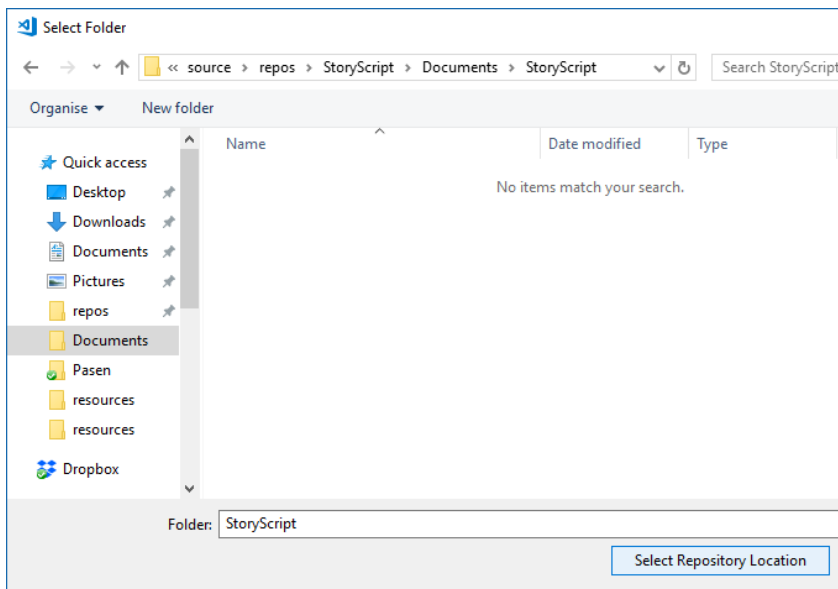 Select Folder
« source › repos › StoryScript › Documents › StoryScript
Search StoryScript
Organise
New folder
Name
Date modified
Type
No items match your search.
Quick access
Desktop
Downloads
Documents
Pictures
repos
Documents
Pasen
resources
resources
Dropbox
Folder: StoryScript
Select Repository Location